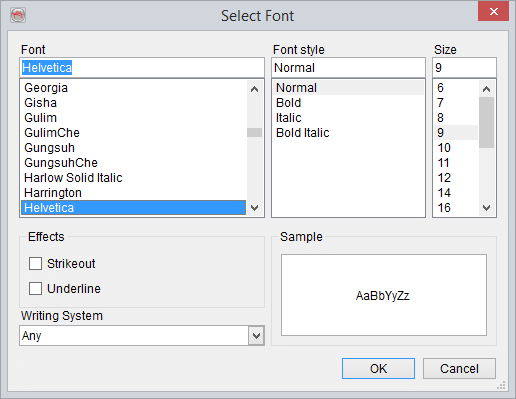 Select Font
Font
Helvetica
Georgia
Gisha
Gulim
GulimChe
Gungsuh
GungsuhChe
Harlow Solid Italic
Harrington
Helvetica
Font style
Normal
Normal
Bold
Italic
Bold Italic
Size
9
6
7
8
9
10
11
12
14
16
Effects
Strikeout
Underline
Writing System
Any
Sample
AaBbYyZz
OK
Cancel